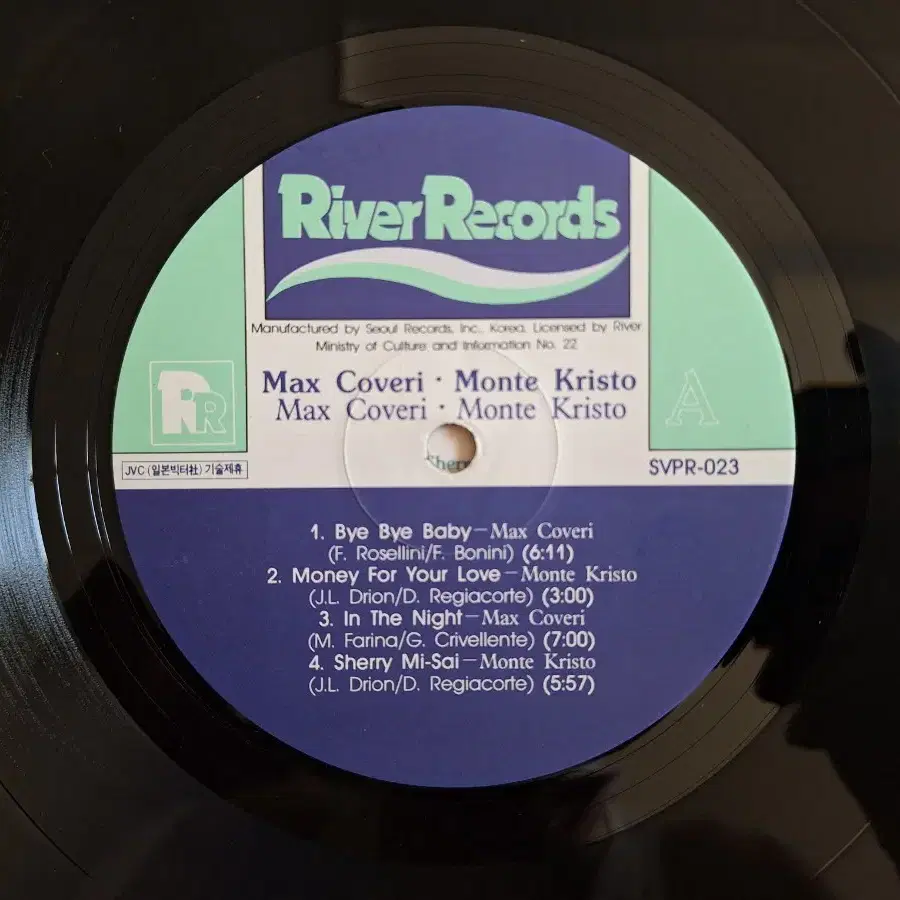 River Records
Manufactured by Seoul Records, Inc., Korea. Licensed by River
Ministry of Culture and Information No. 22
Max Coveri · Monte Kristo
Max Coveri · Monte Kristo
RR
A
Sherr
JVC (일본빅터社) 기술제휴
SVPR-023
1. Bye Bye Baby – Max Coveri
(F. Rosellini/F. Bonini) (6:11)
2. Money For Your Love – Monte Kristo
(J.L. Drion/D. Regiacorte) (3:00)
3. In The Night – Max Coveri
(M. Farina/G. Crivellente) (7:00)
4. Sherry Mi-Sai – Monte Kristo
(J.L. Drion/D. Regiacorte) (5:57)